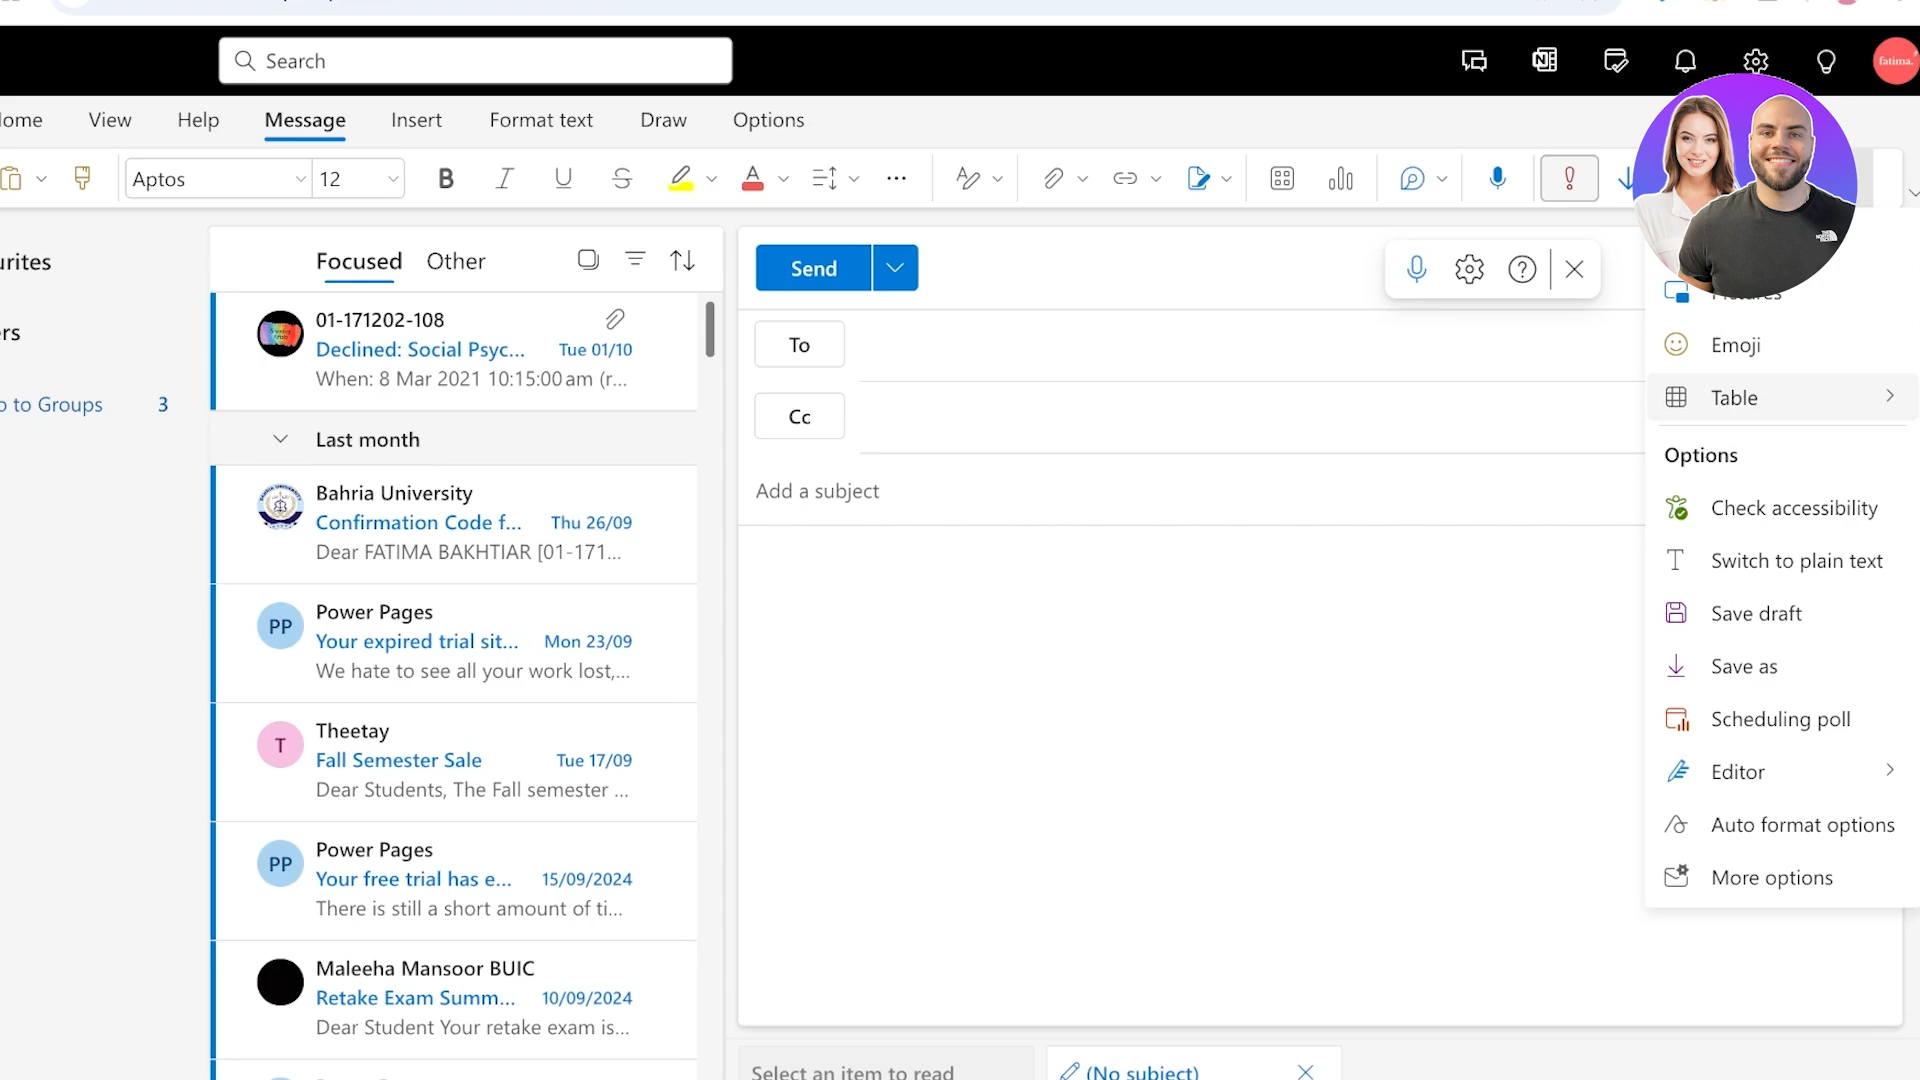 Search
fatima.
ome
View
Help
Message
Insert
Format text
Draw
Options
Aptos
12
urites
ers
o to Groups
3
Focused
Other
01-171202-108
Declined: Social Psyc...
Tue 01/10
When: 8 Mar 2021 10:15:00 am (r...
Last month
Bahria University
Confirmation Code f...
Thu 26/09
Dear FATIMA BAKHTIAR [01-171...
PP
Power Pages
Your expired trial sit...
Mon 23/09
We hate to see all your work lost,...
T
Theetay
Fall Semester Sale
Tue 17/09
Dear Students, The Fall semester ...
PP
Power Pages
Your free trial has e...
15/09/2024
There is still a short amount of ti...
Maleeha Mansoor BUIC
Retake Exam Summ...
10/09/2024
Dear Student Your retake exam is...
Send
To
Cc
Add a subject
Select an item to read
(No subject)
Pictures
Emoji
Table
Options
Check accessibility
Switch to plain text
Save draft
Save as
Scheduling poll
Editor
Auto format options
More options